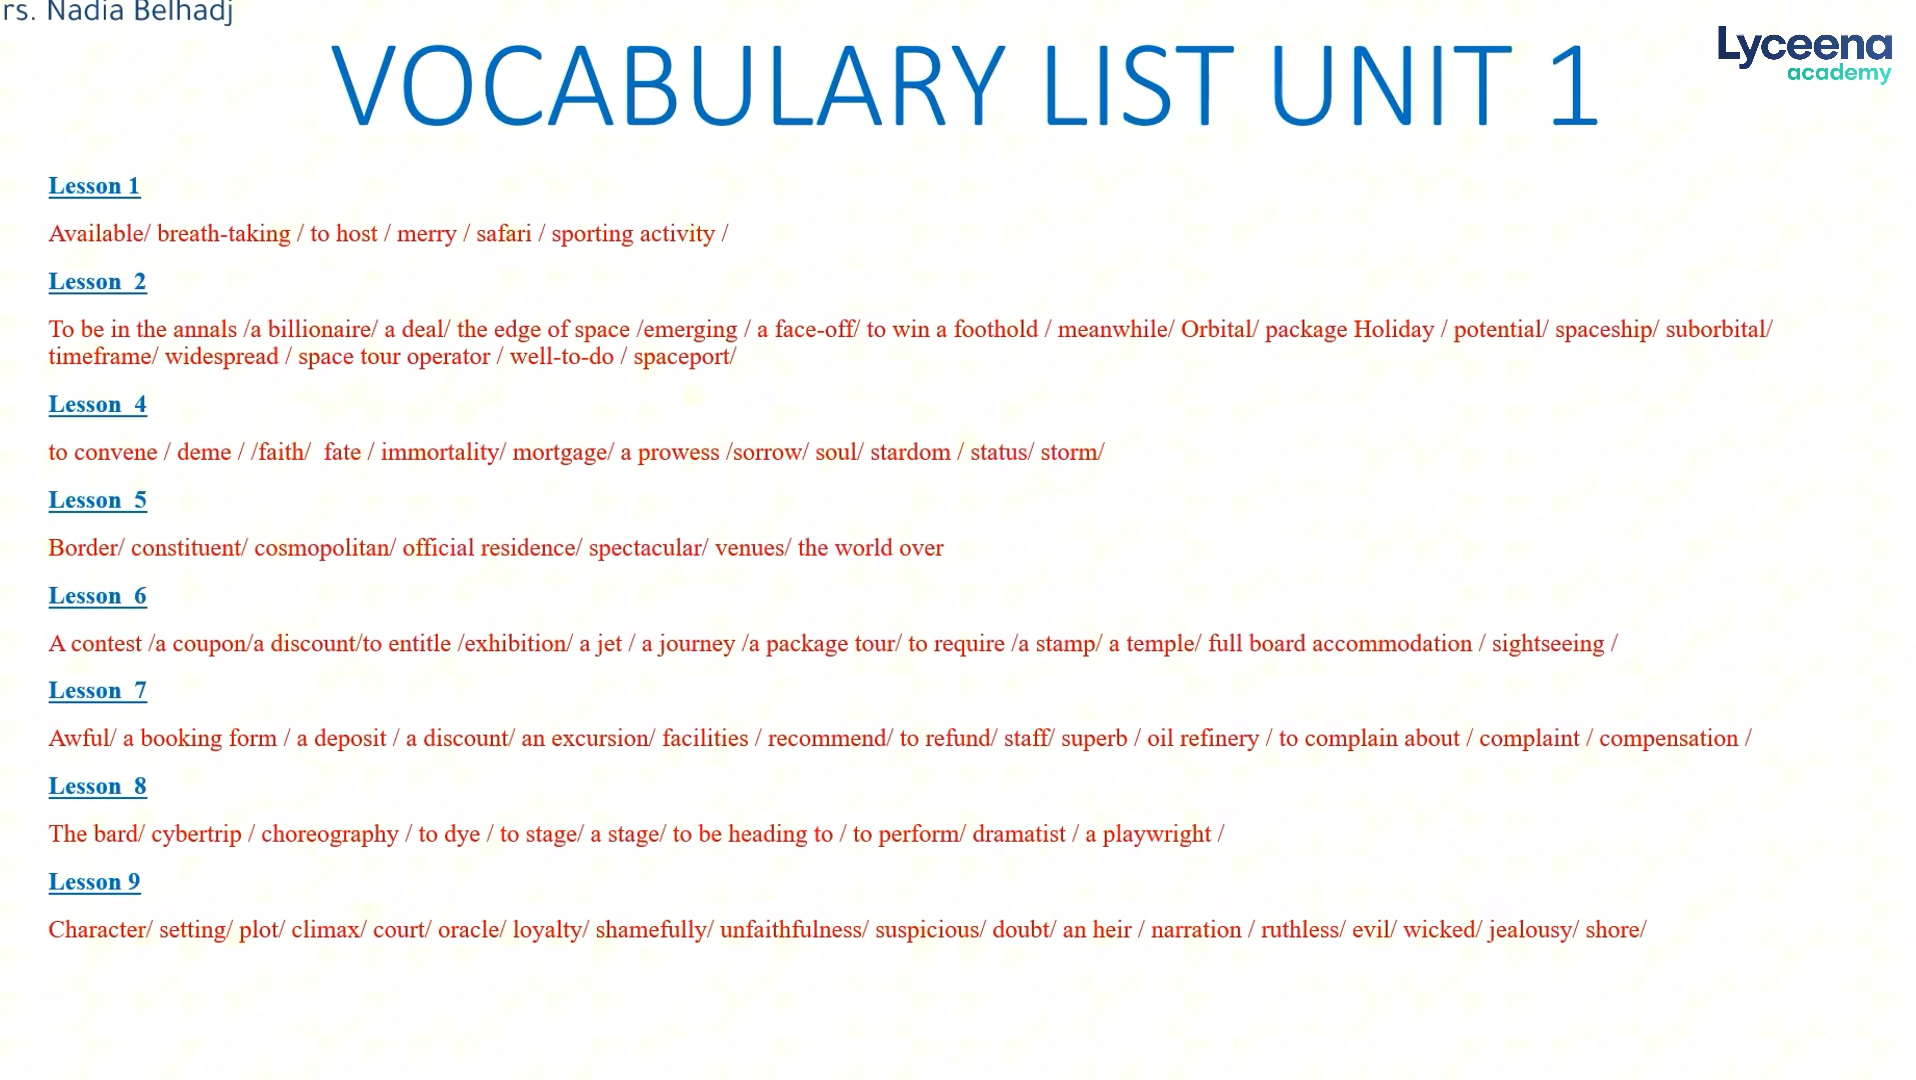 rs. Nadia Belhadj
Lyceena
academy
VOCABULARY LIST UNIT 1
Lesson 1
Available/ breath-taking / to host / merry / safari / sporting activity /
Lesson  2
To be in the annals /a billionaire/ a deal/ the edge of space /emerging / a face-off/ to win a foothold / meanwhile/ Orbital/ package Holiday / potential/ spaceship/ suborbital/
timeframe/ widespread / space tour operator / well-to-do / spaceport/
Lesson  4
to convene / deme / /faith/  fate / immortality/ mortgage/ a prowess /sorrow/ soul/ stardom / status/ storm/
Lesson  5
Border/ constituent/ cosmopolitan/ official residence/ spectacular/ venues/ the world over
Lesson  6
A contest /a coupon/a discount/to entitle /exhibition/ a jet / a journey /a package tour/ to require /a stamp/ a temple/ full board accommodation / sightseeing /
Lesson  7
Awful/ a booking form / a deposit / a discount/ an excursion/ facilities / recommend/ to refund/ staff/ superb / oil refinery / to complain about / complaint / compensation /
Lesson  8
The bard/ cybertrip / choreography / to dye / to stage/ a stage/ to be heading to / to perform/ dramatist / a playwright /
Lesson 9
Character/ setting/ plot/ climax/ court/ oracle/ loyalty/ shamefully/ unfaithfulness/ suspicious/ doubt/ an heir / narration / ruthless/ evil/ wicked/ jealousy/ shore/